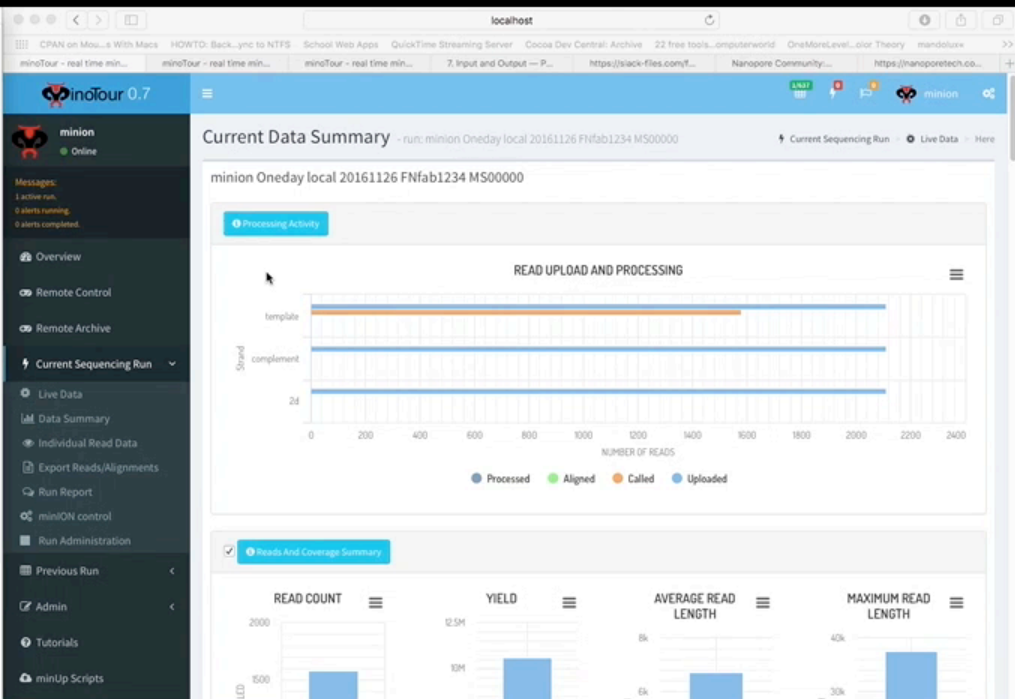 localhost
CPAN on Mou...s With Macs HOWTO: Back...ync to NTFS School Web Apps QuickTime Streaming Server Cocoa Dev Central: Archive 22 free tools...omputerworld OneMoreLevel...olor Theory mandolux
minoTour - real time min... minoTour - real time min... minoTour - real time min... 7. Input and Output — P... https://slack-files.com/f... Nanopore Community:... https://nanoporetech.co...
inoTour 0.7
minion
minion
Online
Current Data Summary - run: minion Oneday local 20161126 FNfab1234 MS00000
Current Sequencing Run Live Data Here
Messages:
1 active run.
0 alerts running.
0 alerts completed.
minion Oneday local 20161126 FNfab1234 MS00000
Processing Activity
Overview
Remote Control
Remote Archive
Current Sequencing Run
Live Data
Data Summary
Individual Read Data
Export Reads/Alignments
Run Report
minION control
Run Administration
Previous Run
Admin
Tutorials
minUp Scripts
READ UPLOAD AND PROCESSING
Strand
template
complement
2d
0 200 400 600 800 1000 1200 1400 1600 1800 2000 2200 2400
NUMBER OF READS
Processed Aligned Called Uploaded
Reads And Coverage Summary
READ COUNT
2000
1500
YIELD
12.5M
10M
AVERAGE READ
LENGTH
8k
6k
MAXIMUM READ
LENGTH
40k
30k